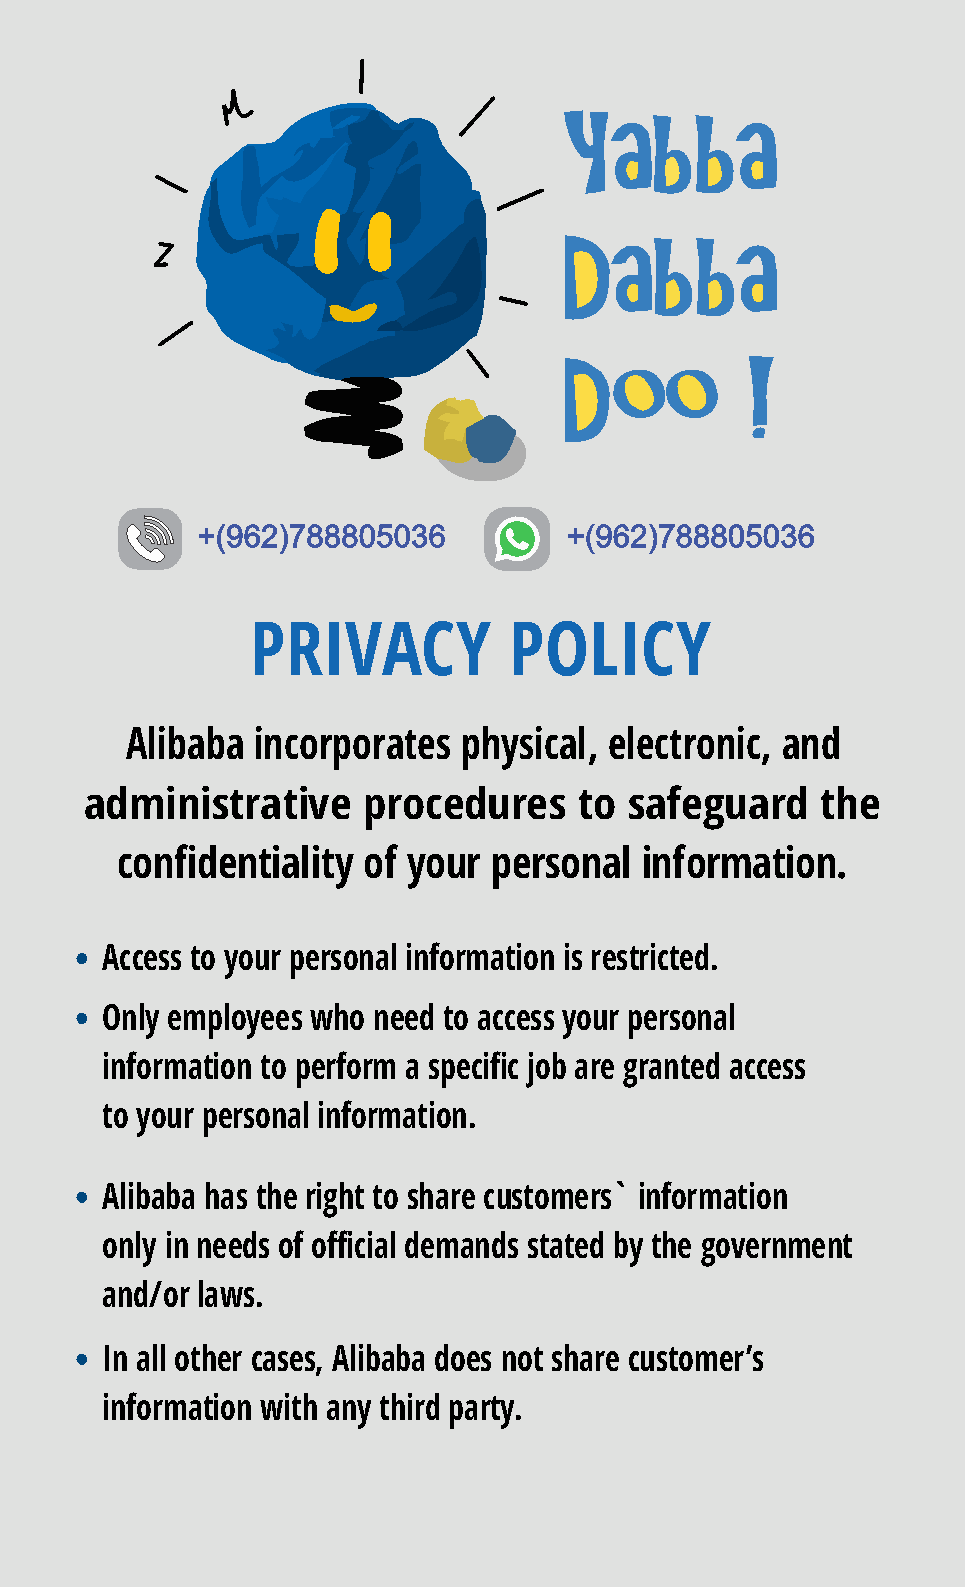 M
Z
Yabba
Dabba
Doo !
+(962)788805036
+(962)788805036
PRIVACY POLICY
Alibaba incorporates physical, electronic, and
administrative procedures to safeguard the
confidentiality of your personal information.
• Access to your personal information is restricted.
• Only employees who need to access your personal
information to perform a specific job are granted access
to your personal information.
• Alibaba has the right to share customers` information
only in needs of official demands stated by the government
and/or laws.
• In all other cases, Alibaba does not share customer’s
information with any third party.